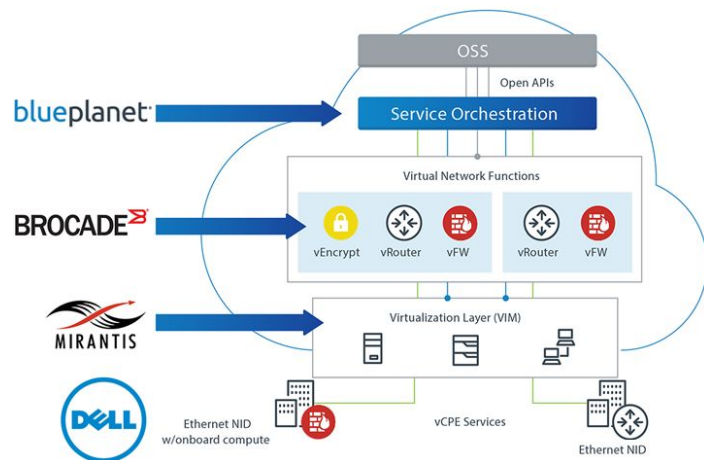 OSS
Open APIs
blueplanet
Service Orchestration
Virtual Network Functions
BROCADE
vEncrypt
vRouter
vFW
vRouter
vFW
Virtualization Layer (VIM)
MIRANTIS
DELL
Ethernet NID
w/onboard compute
vCPE Services
Ethernet NID